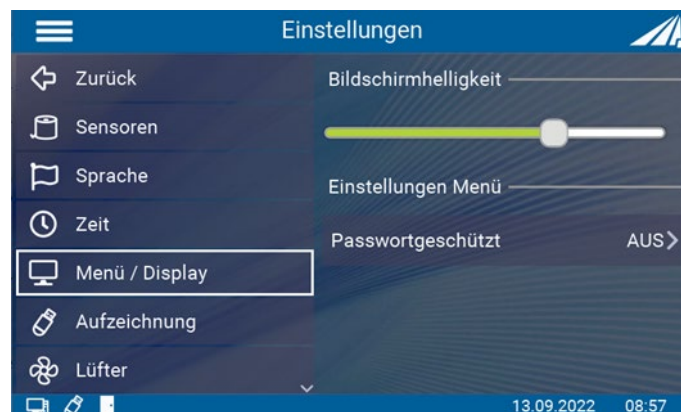 Einstellungen
Zurück
Sensoren
Sprache
Zeit
Menü / Display
Aufzeichnung
Lüfter
Bildschirmhelligkeit
Einstellungen Menü
Passwortgeschützt AUS
13.09.2022 08:57